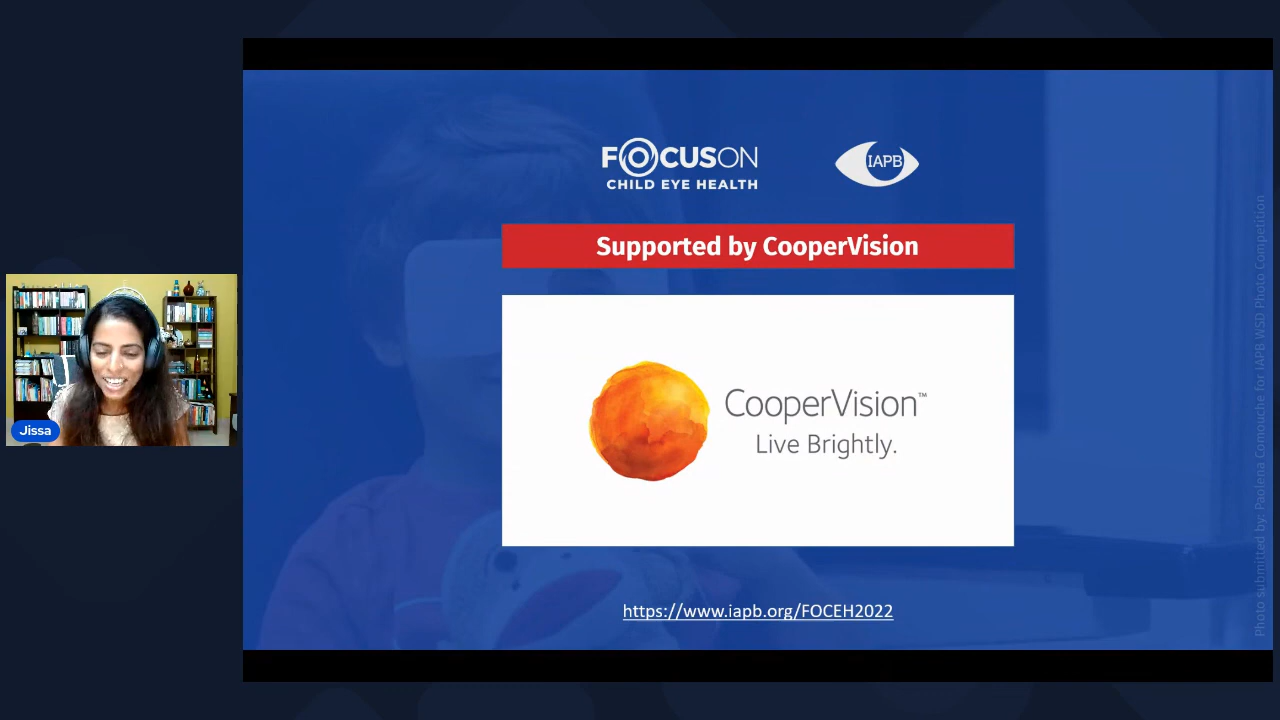 FOCUSON
CHILD EYE HEALTH
IAPB
Supported by CooperVision
CooperVision™
Live Brightly.
Jissa
https://www.iapb.org/FOCEH2022
Photo submitted by: Paolena Comouche for IAPB WSD Photo Competition